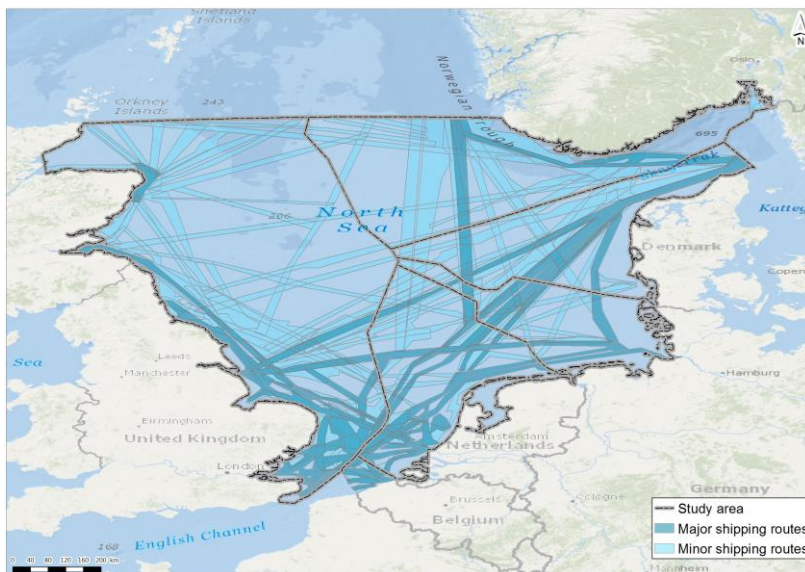 Shetland
Islands
N
Orkney
Islands
243
Norwegian
Trough
Oslo
695
Skagerrak
North
Sea
206
Kattegat
Denmark
Copen
Sea
Leeds
Manchester
Birmingham
United Kingdom
London
Hamburg
Amsterdam
Netherlands
Brussels
Belgium
Cologne
Germany
Mannheim
English Channel
168
0 40 80 120 160 200 km
Study area
Major shipping routes
Minor shipping routes